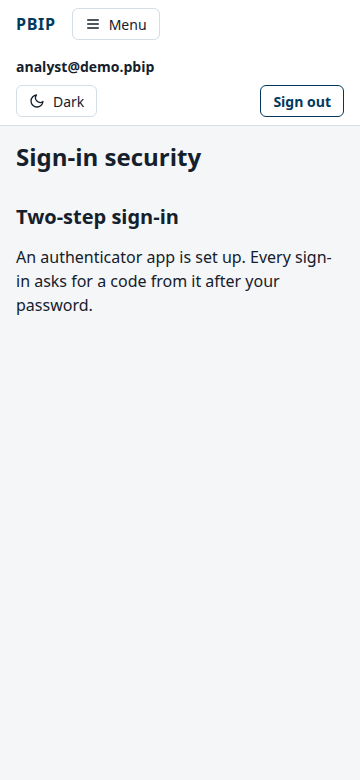 PBIP
Menu
analyst@demo.pbip
Dark
Sign out
Sign-in security
Two-step sign-in
An authenticator app is set up. Every sign-
in asks for a code from it after your
password.